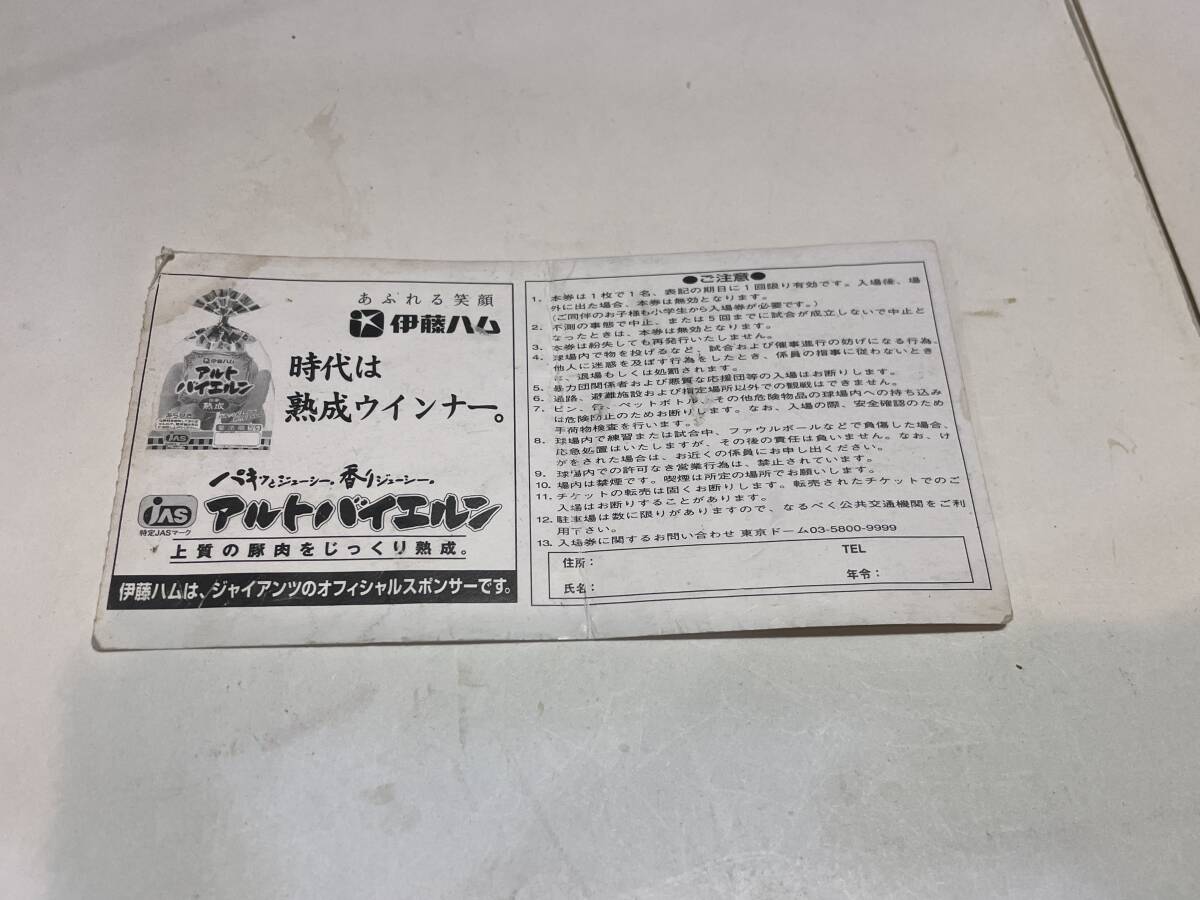 あふれる笑顔
伊藤ハム
時代は
熟成ウインナー。
伊藤ハム
アルト
バイエルン
熟成
JAS
パキッとジューシー。香りジューシー。
JAS
アルトバイエルン
特定JASマーク
上質の豚肉をじっくり熟成。
伊藤ハムは、ジャイアンツのオフィシャルスポンサーです。
●ご注意●
1. 本券は1枚で1名、表記の期日に1回限り有効です。入場後、場
外に出た場合、本券は無効となります。
(ご同伴のお子様も小学生から入場券が必要です。)
2. 不測の事態で中止、または5回までに試合が成立しないで中止と
なったときは、本券は無効となります。
3. 本券は紛失しても再発行いたしません。
4. 球場内で物を投げるなど、試合および催事進行の妨げになる行為。
他人に迷惑を及ぼす行為をしたとき、係員の指事に従わないとき
は、退場もしくは処罰されます。
5. 暴力団関係者および悪質な応援団等の入場はお断りします。
6. 通路、避難施設および指定場所以外での観戦はできません。
7. ビン、缶、ペットボトル、その他危険物品の球場内への持ち込み
は危険防止のためお断りします。なお、入場の際、安全確認のため
手荷物検査を行います。
8. 球場内で練習または試合中、ファウルボールなどで負傷した場合、
応急処置はいたしますが、その後の責任は負いません。なお、け
がをされた場合は、お近くの係員にお申し出ください。
9. 球場内での許可なき営業行為は、禁止されています。
10. 場内は禁煙です。喫煙は所定の場所でお願いします。
11. チケットの転売は固くお断りします。転売されたチケットでのご
入場はお断りすることがあります。
12. 駐車場は数に限りがありますので、なるべく公共交通機関をご利
用下さい。
13. 入場券に関するお問い合わせ 東京ドーム03-5800-9999
住所： TEL
氏名： 年令：